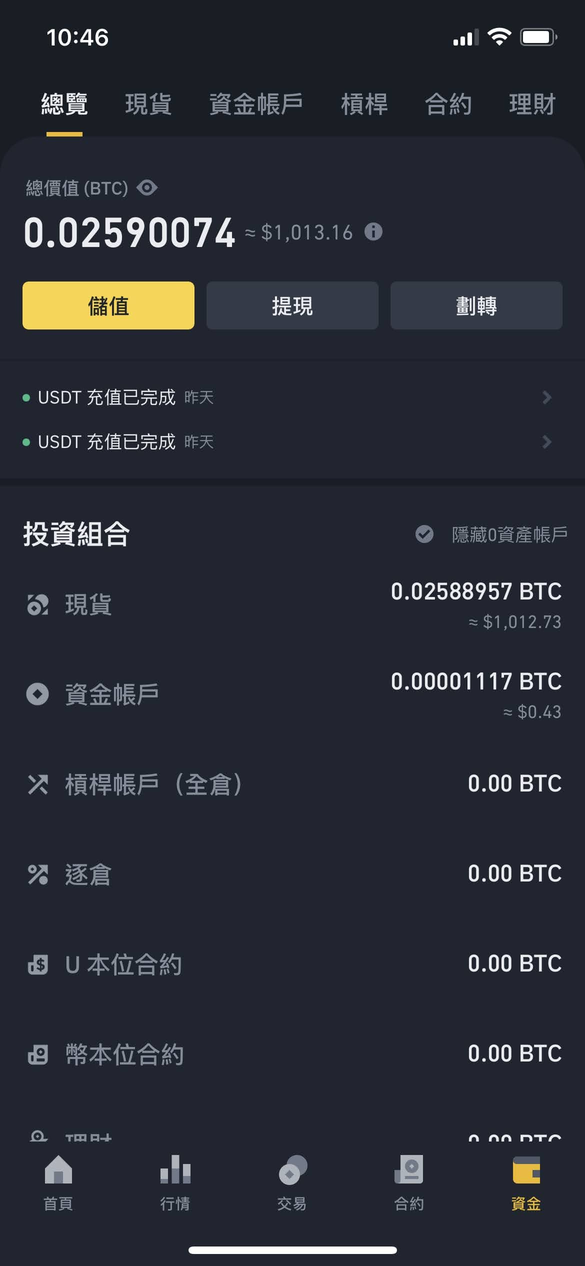 10:46
總覽 現貨 資金帳戶 槓桿 合約 理財
總價值 (BTC)
0.02590074 ≈ $1,013.16
儲值 提現 劃轉
USDT 充值已完成 昨天
USDT 充值已完成 昨天
投資組合 隱藏0資產帳戶
現貨 0.02588957 BTC
≈ $1,012.73
資金帳戶 0.00001117 BTC
≈ $0.43
槓桿帳戶（全倉） 0.00 BTC
逐倉 0.00 BTC
U 本位合約 0.00 BTC
幣本位合約 0.00 BTC
理財 0.00 BTC
首頁 行情 交易 合約 資金